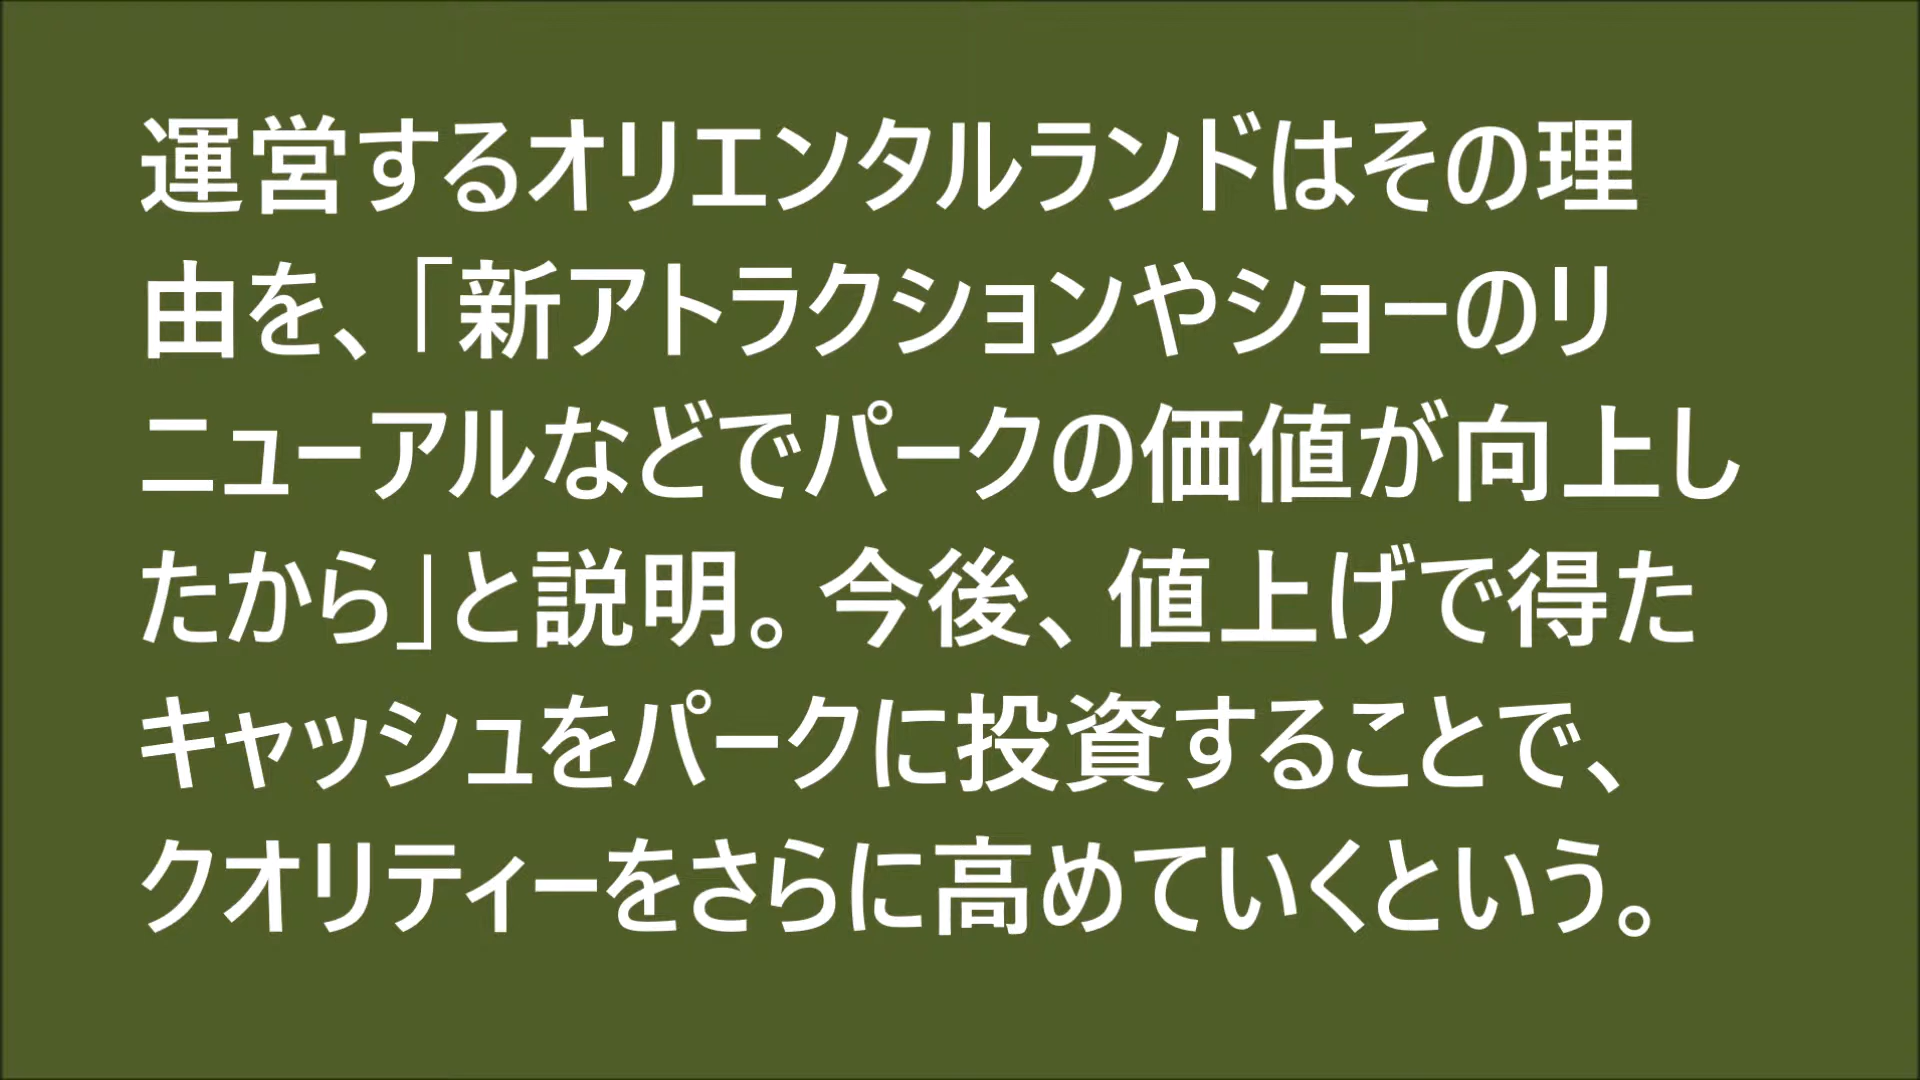 運営するオリエンタルランドはその理
由を、「新アトラクションやショーのリ
ニューアルなどでパークの価値が向上し
たから」と説明。今後、値上げで得た
キャッシュをパークに投資することで、
クオリティーをさらに高めていくという。